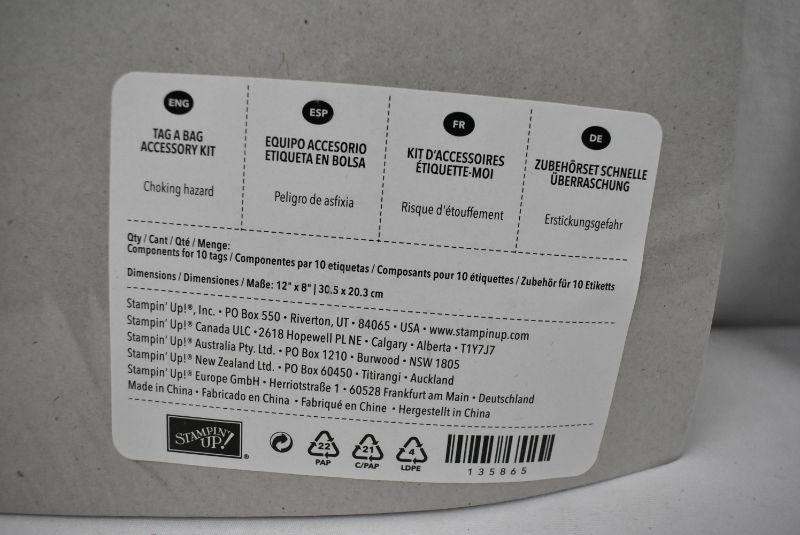 ENG
TAG A BAG
ACCESSORY KIT
Choking hazard
ESP
EQUIPO ACCESORIO
ETIQUETA EN BOLSA
Peligro de asfixia
FR
KIT D'ACCESSOIRES
ÉTIQUETTE-MOI
Risque d'étouffement
DE
ZUBEHÖRSET SCHNELLE
ÜBERRASCHUNG
Erstickungsgefahr
Qty / Cant / Qté / Menge:
Components for 10 tags / Componentes par 10 etiquetas / Composants pour 10 étiquettes / Zubehör für 10 Etiketts
Dimensions / Dimensiones / Maße: 12" x 8" | 30.5 x 20.3 cm
Stampin' Up!®, Inc. • PO Box 550 • Riverton, UT • 84065 • USA • www.stampinup.com
Stampin' Up!® Canada ULC • 2618 Hopewell PL NE • Calgary • Alberta • T1Y7J7
Stampin' Up!® Australia Pty. Ltd. • PO Box 1210 • Burwood • NSW 1805
Stampin' Up!® New Zealand Ltd. • PO Box 60450 • Titirangi • Auckland
Stampin' Up!® Europe GmbH • Herriotstraße 1 • 60528 Frankfurt am Main • Deutschland
Made in China • Fabricado en China • Fabriqué en Chine • Hergestellt in China
STAMPIN' UP!®
22 PAP
21 C/PAP
4 LDPE
135865